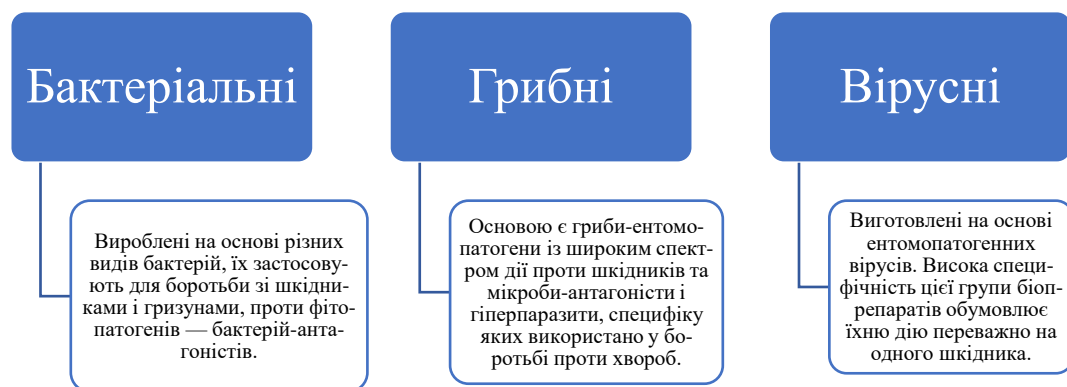 Бактеріальні
Вироблені на основі різних
видів бактерій, їх застосову-
ють для боротьби зі шкідни-
ками і гризунами, проти фіто-
патогенів — бактерій-анта-
гоністів.
Грибні
Основою є гриби-ентомо-
патогени із широким спект-
ром дії проти шкідників та
мікроби-антагоністи і
гіперпаразити, специфіку
яких використано у бо-
ротьбі проти хвороб.
Вірусні
Виготовлені на основі
ентомопатогенних
вірусів. Висока специ-
фічність цієї групи біоп-
репаратів обумовлює
їхню дію переважно на
одного шкідника.